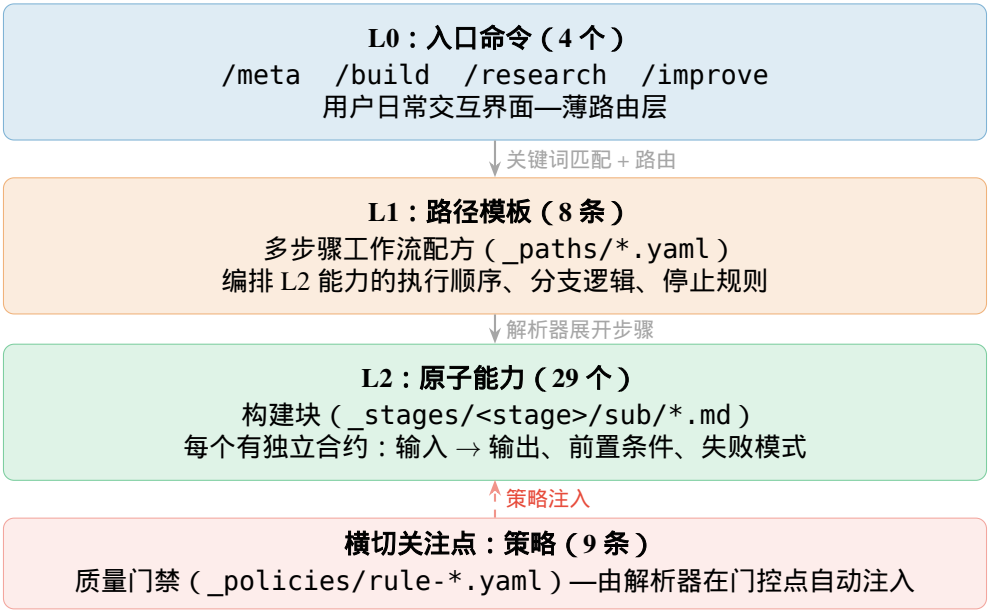 L0：入口命令（4 个）
/meta /build /research /improve
用户日常交互界面—薄路由层
关键词匹配 + 路由
L1：路径模板（8 条）
多步骤工作流配方（_paths/*.yaml）
编排 L2 能力的执行顺序、分支逻辑、停止规则
解析器展开步骤
L2：原子能力（29 个）
构建块（_stages/<stage>/sub/*.md）
每个有独立合约：输入 → 输出、前置条件、失败模式
策略注入
横切关注点：策略（9 条）
质量门禁（_policies/rule-*.yaml）—由解析器在门控点自动注入